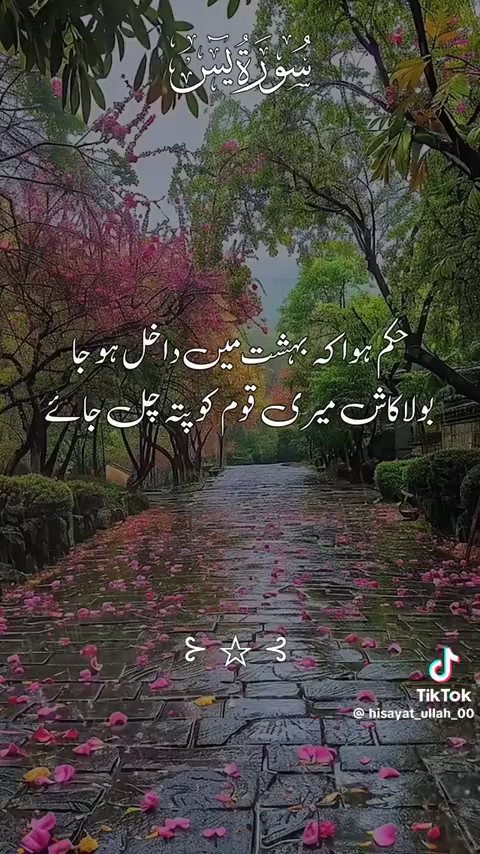 سُورَةُ يٰسٓ
حکم ہوا کہ بہشت میں داخل ہو جا
بولا کاش میری قوم کو پتہ چل جائے
TikTok
@ hisayat_ullah_00